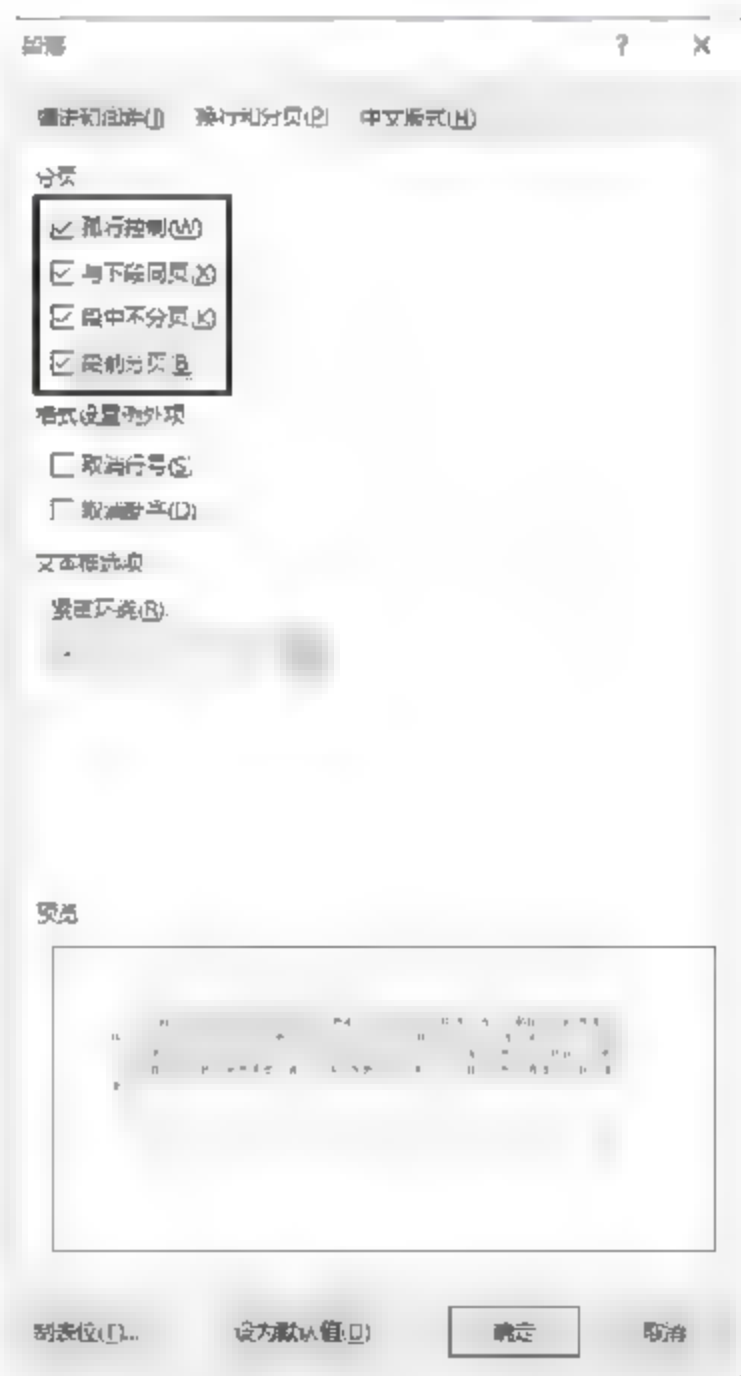 段落 ? ×
缩进和间距(I) 换行和分页(P) 中文版式(H)
分页
孤行控制(W)
与下段同页(X)
段中不分页(K)
段前分页(B)
格式设置例外项
取消行号(S)
取消断字(D)
文本框选项
紧密环绕(R):
预览
制表位(T)... 设为默认值(D) 确定 取消